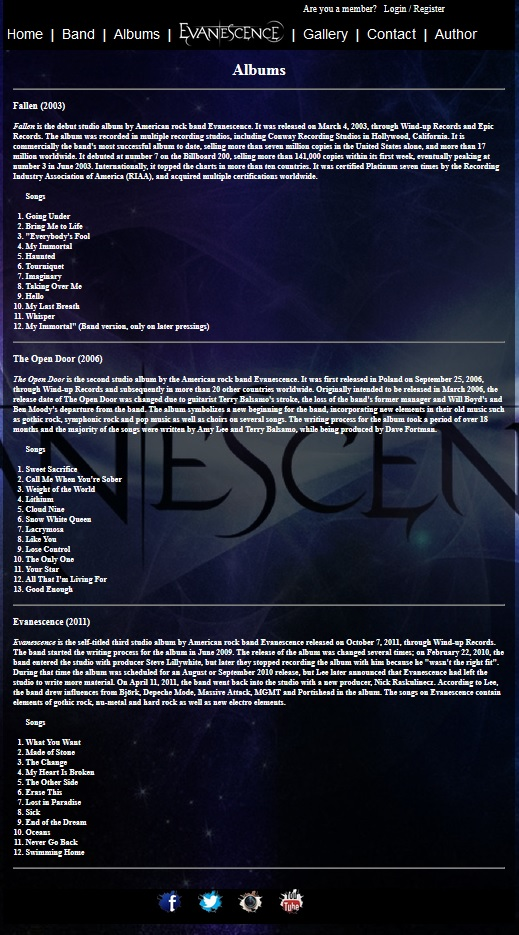 Are you a member? Login / Register
Home | Band | Albums | EVANESCENCE | Gallery | Contact | Author
Albums
Fallen (2003)
Fallen is the debut studio album by American rock band Evanescence. It was released on March 4, 2003, through Wind-up Records and Epic
Records. The album was recorded in multiple recording studios, including Conway Recording Studios in Hollywood, California. It is
commercially the band's most successful album to date, selling more than seven million copies in the United States alone, and more than 17
million worldwide. It debuted at number 7 on the Billboard 200, selling more than 141,000 copies within its first week, eventually peaking at
number 3 in June 2003. Internationally, it topped the charts in more than ten countries. It was certified Platinum seven times by the Recording
Industry Association of America (RIAA), and acquired multiple certifications worldwide.
Songs
1. Going Under
2. Bring Me to Life
3. "Everybody's Fool
4. My Immortal
5. Haunted
6. Tourniquet
7. Imaginary
8. Taking Over Me
9. Hello
10. My Last Breath
11. Whisper
12. My Immortal" (Band version, only on later pressings)
The Open Door (2006)
The Open Door is the second studio album by the American rock band Evanescence. It was first released in Poland on September 25, 2006,
through Wind-up Records and subsequently in more than 20 other countries worldwide. Originally intended to be released in March 2006, the
release date of The Open Door was changed due to guitarist Terry Balsamo's stroke, the loss of the band's former manager and Will Boyd's and
Ben Moody's departure from the band. The album symbolizes a new beginning for the band, incorporating new elements in their old music such
as gothic rock, symphonic rock and pop music as well as choirs on several songs. The writing process for the album took a period of over 18
months and the majority of the songs were written by Amy Lee and Terry Balsamo, while being produced by Dave Fortman.
Songs
1. Sweet Sacrifice
2. Call Me When You're Sober
3. Weight of the World
4. Lithium
5. Cloud Nine
6. Snow White Queen
7. Lacrymosa
8. Like You
9. Lose Control
10. The Only One
11. Your Star
12. All That I'm Living For
13. Good Enough
Evanescence (2011)
Evanescence is the self-titled third studio album by American rock band Evanescence released on October 7, 2011, through Wind-up Records.
The band started the writing process for the album in June 2009. The release of the album was changed several times; on February 22, 2010, the
band entered the studio with producer Steve Lillywhite, but later they stopped recording the album with him because he "wasn't the right fit".
During that time the album was scheduled for an August or September 2010 release, but Lee later announced that Evanescence had left the
studio to write more material. On April 11, 2011, the band went back into the studio with a new producer, Nick Raskulinecz. According to Lee,
the band drew influences from Björk, Depeche Mode, Massive Attack, MGMT and Portishead in the album. The songs on Evanescence contain
elements of gothic rock, nu-metal and hard rock as well as new electro elements.
Songs
1. What You Want
2. Made of Stone
3. The Change
4. My Heart Is Broken
5. The Other Side
6. Erase This
7. Lost in Paradise
8. Sick
9. End of the Dream
10. Oceans
11. Never Go Back
12. Swimming Home
You Tube